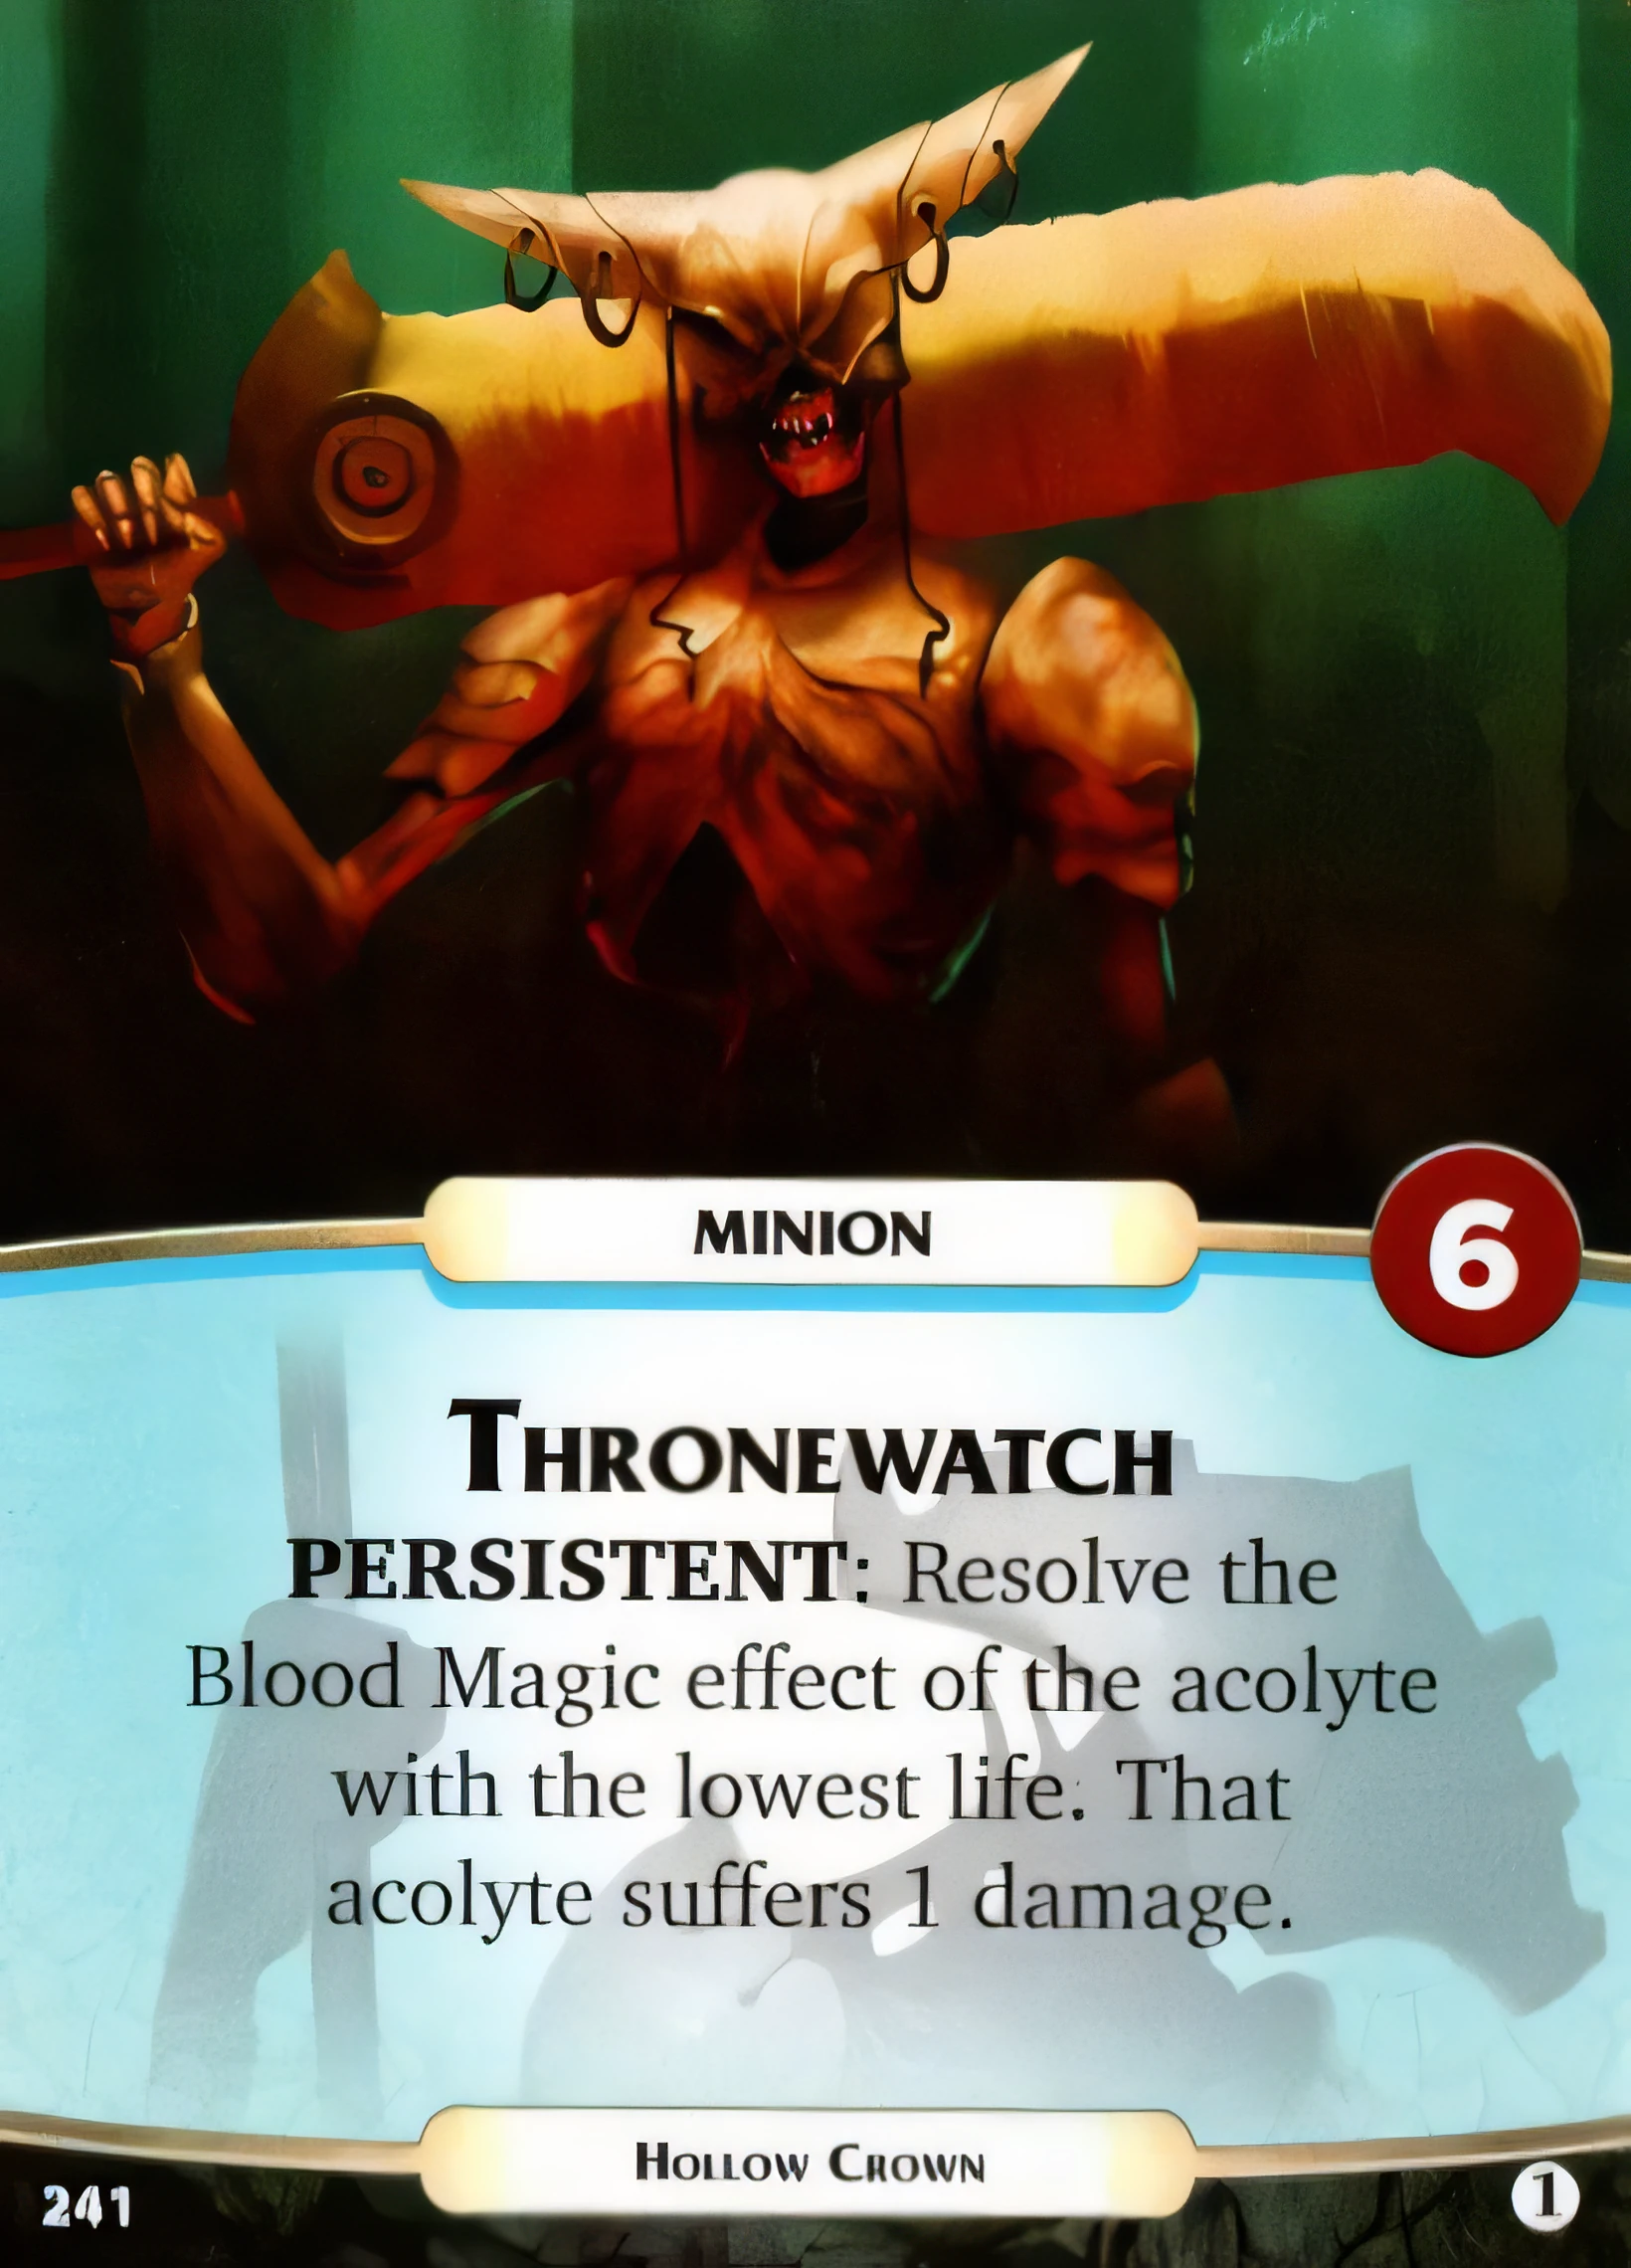 MINION
6
THRONEWATCH
PERSISTENT: Resolve the
Blood Magic effect of the acolyte
with the lowest life. That
acolyte suffers 1 damage.
HOLLOW CROWN
241
1